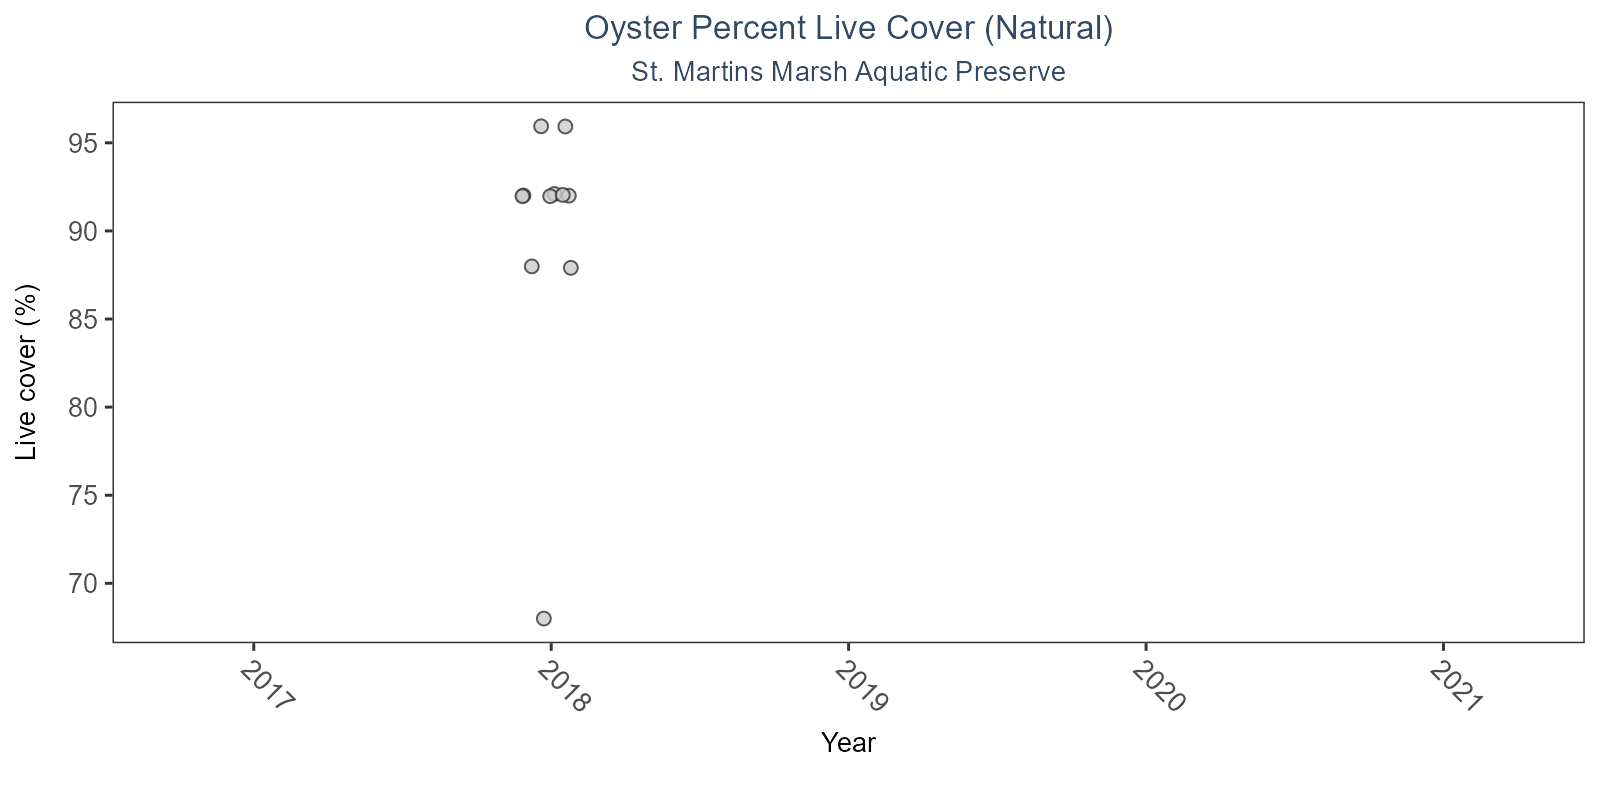 Oyster Percent Live Cover (Natural)
St. Martins Marsh Aquatic Preserve
95
90
85
80
75
70
Live cover (%)
2017
2018
2019
2020
2021
Year